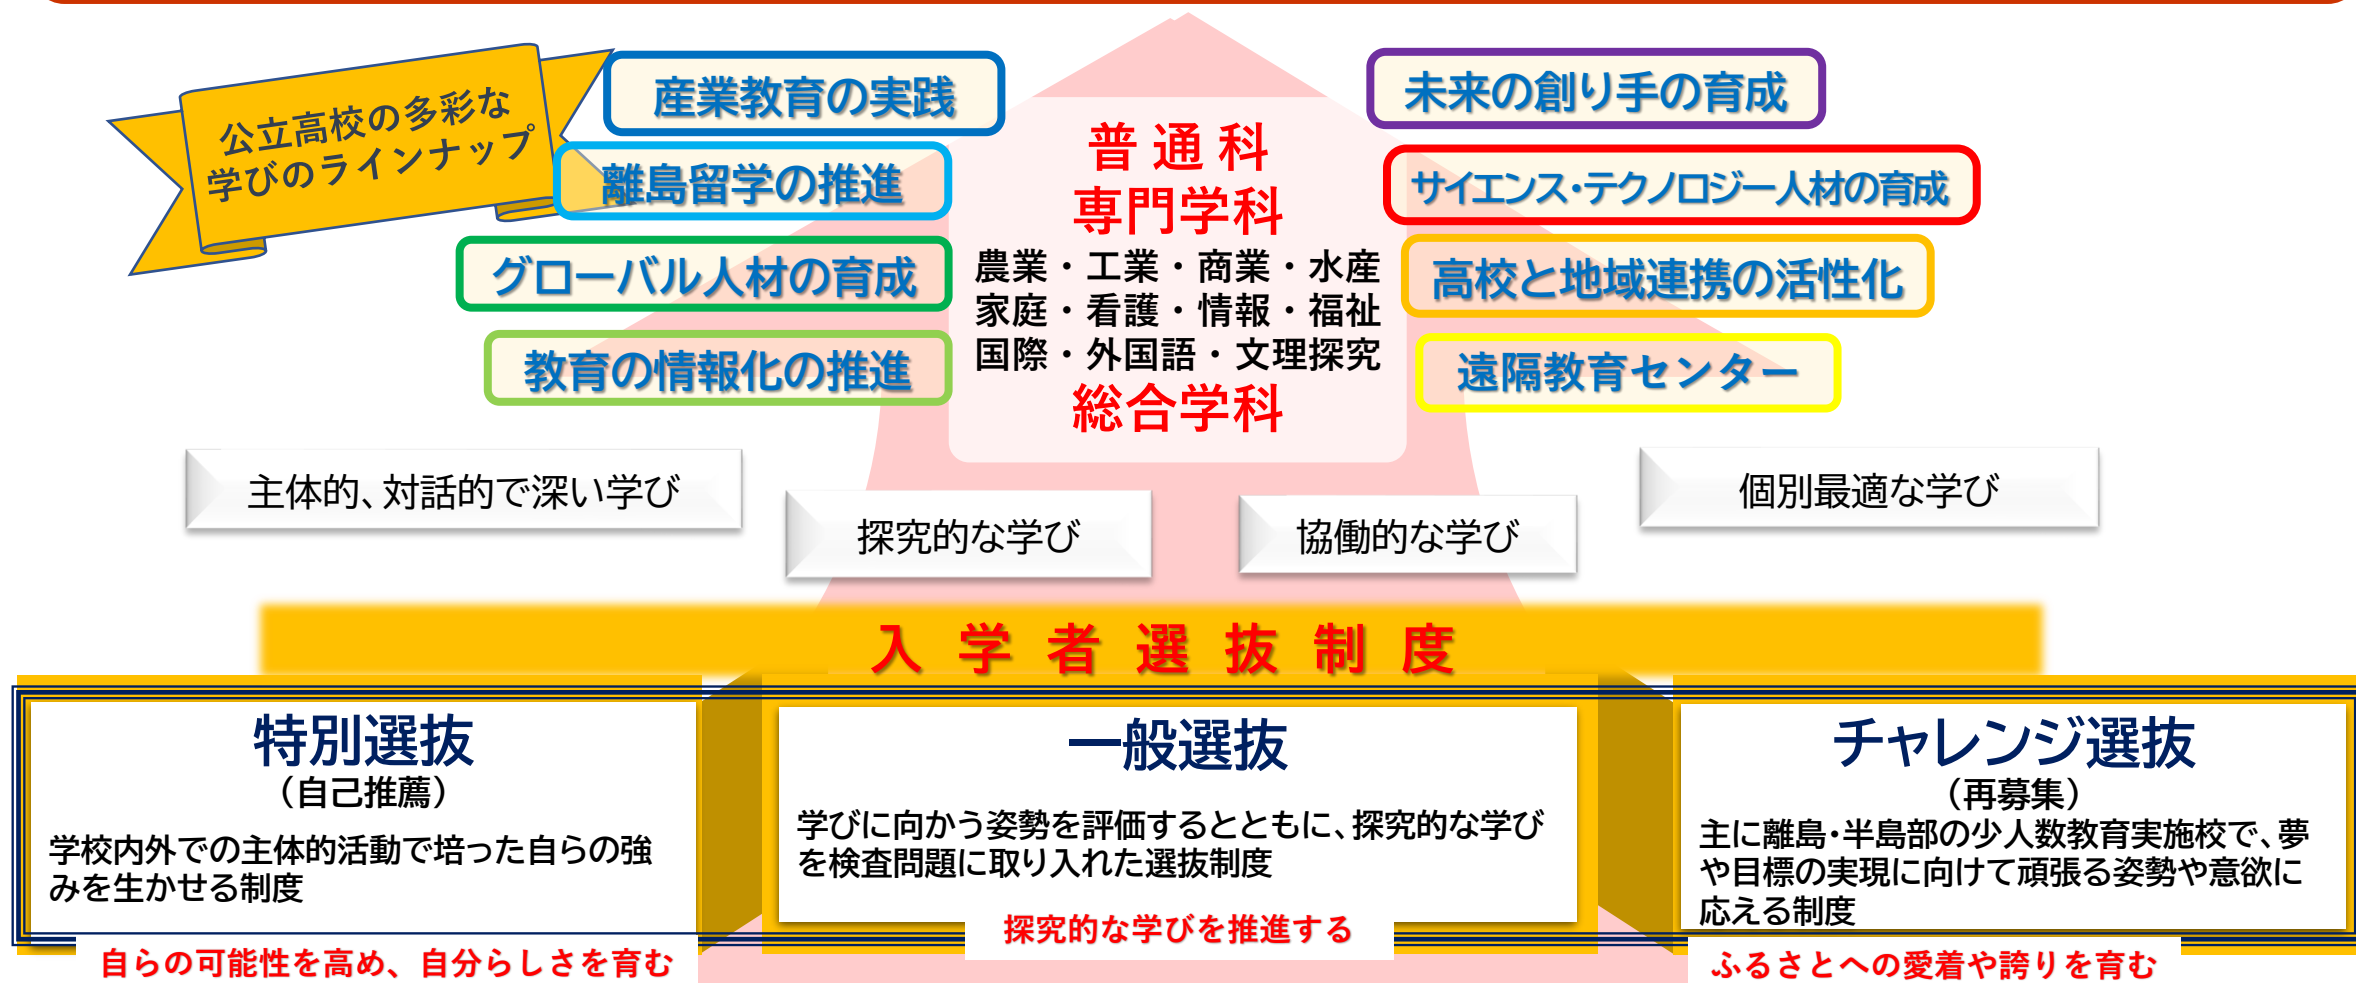 公立高校の多彩な
学びのラインナップ
産業教育の実践
離島留学の推進
グローバル人材の育成
教育の情報化の推進
普通科
専門学科
農業・工業・商業・水産
家庭・看護・情報・福祉
国際・外国語・文理探究
総合学科
未来の創り手の育成
サイエンス・テクノロジー人材の育成
高校と地域連携の活性化
遠隔教育センター
主体的、対話的で深い学び
探究的な学び
協働的な学び
個別最適な学び
入学者選抜制度
特別選抜
（自己推薦）
学校内外での主体的活動で培った自らの強
みを生かせる制度
自らの可能性を高め、自分らしさを育む
一般選抜
学びに向かう姿勢を評価するとともに、探究的な学び
を検査問題に取り入れた選抜制度
探究的な学びを推進する
チャレンジ選抜
（再募集）
主に離島・半島部の少人数教育実施校で、夢
や目標の実現に向けて頑張る姿勢や意欲に
応える制度
ふるさとへの愛着や誇りを育む